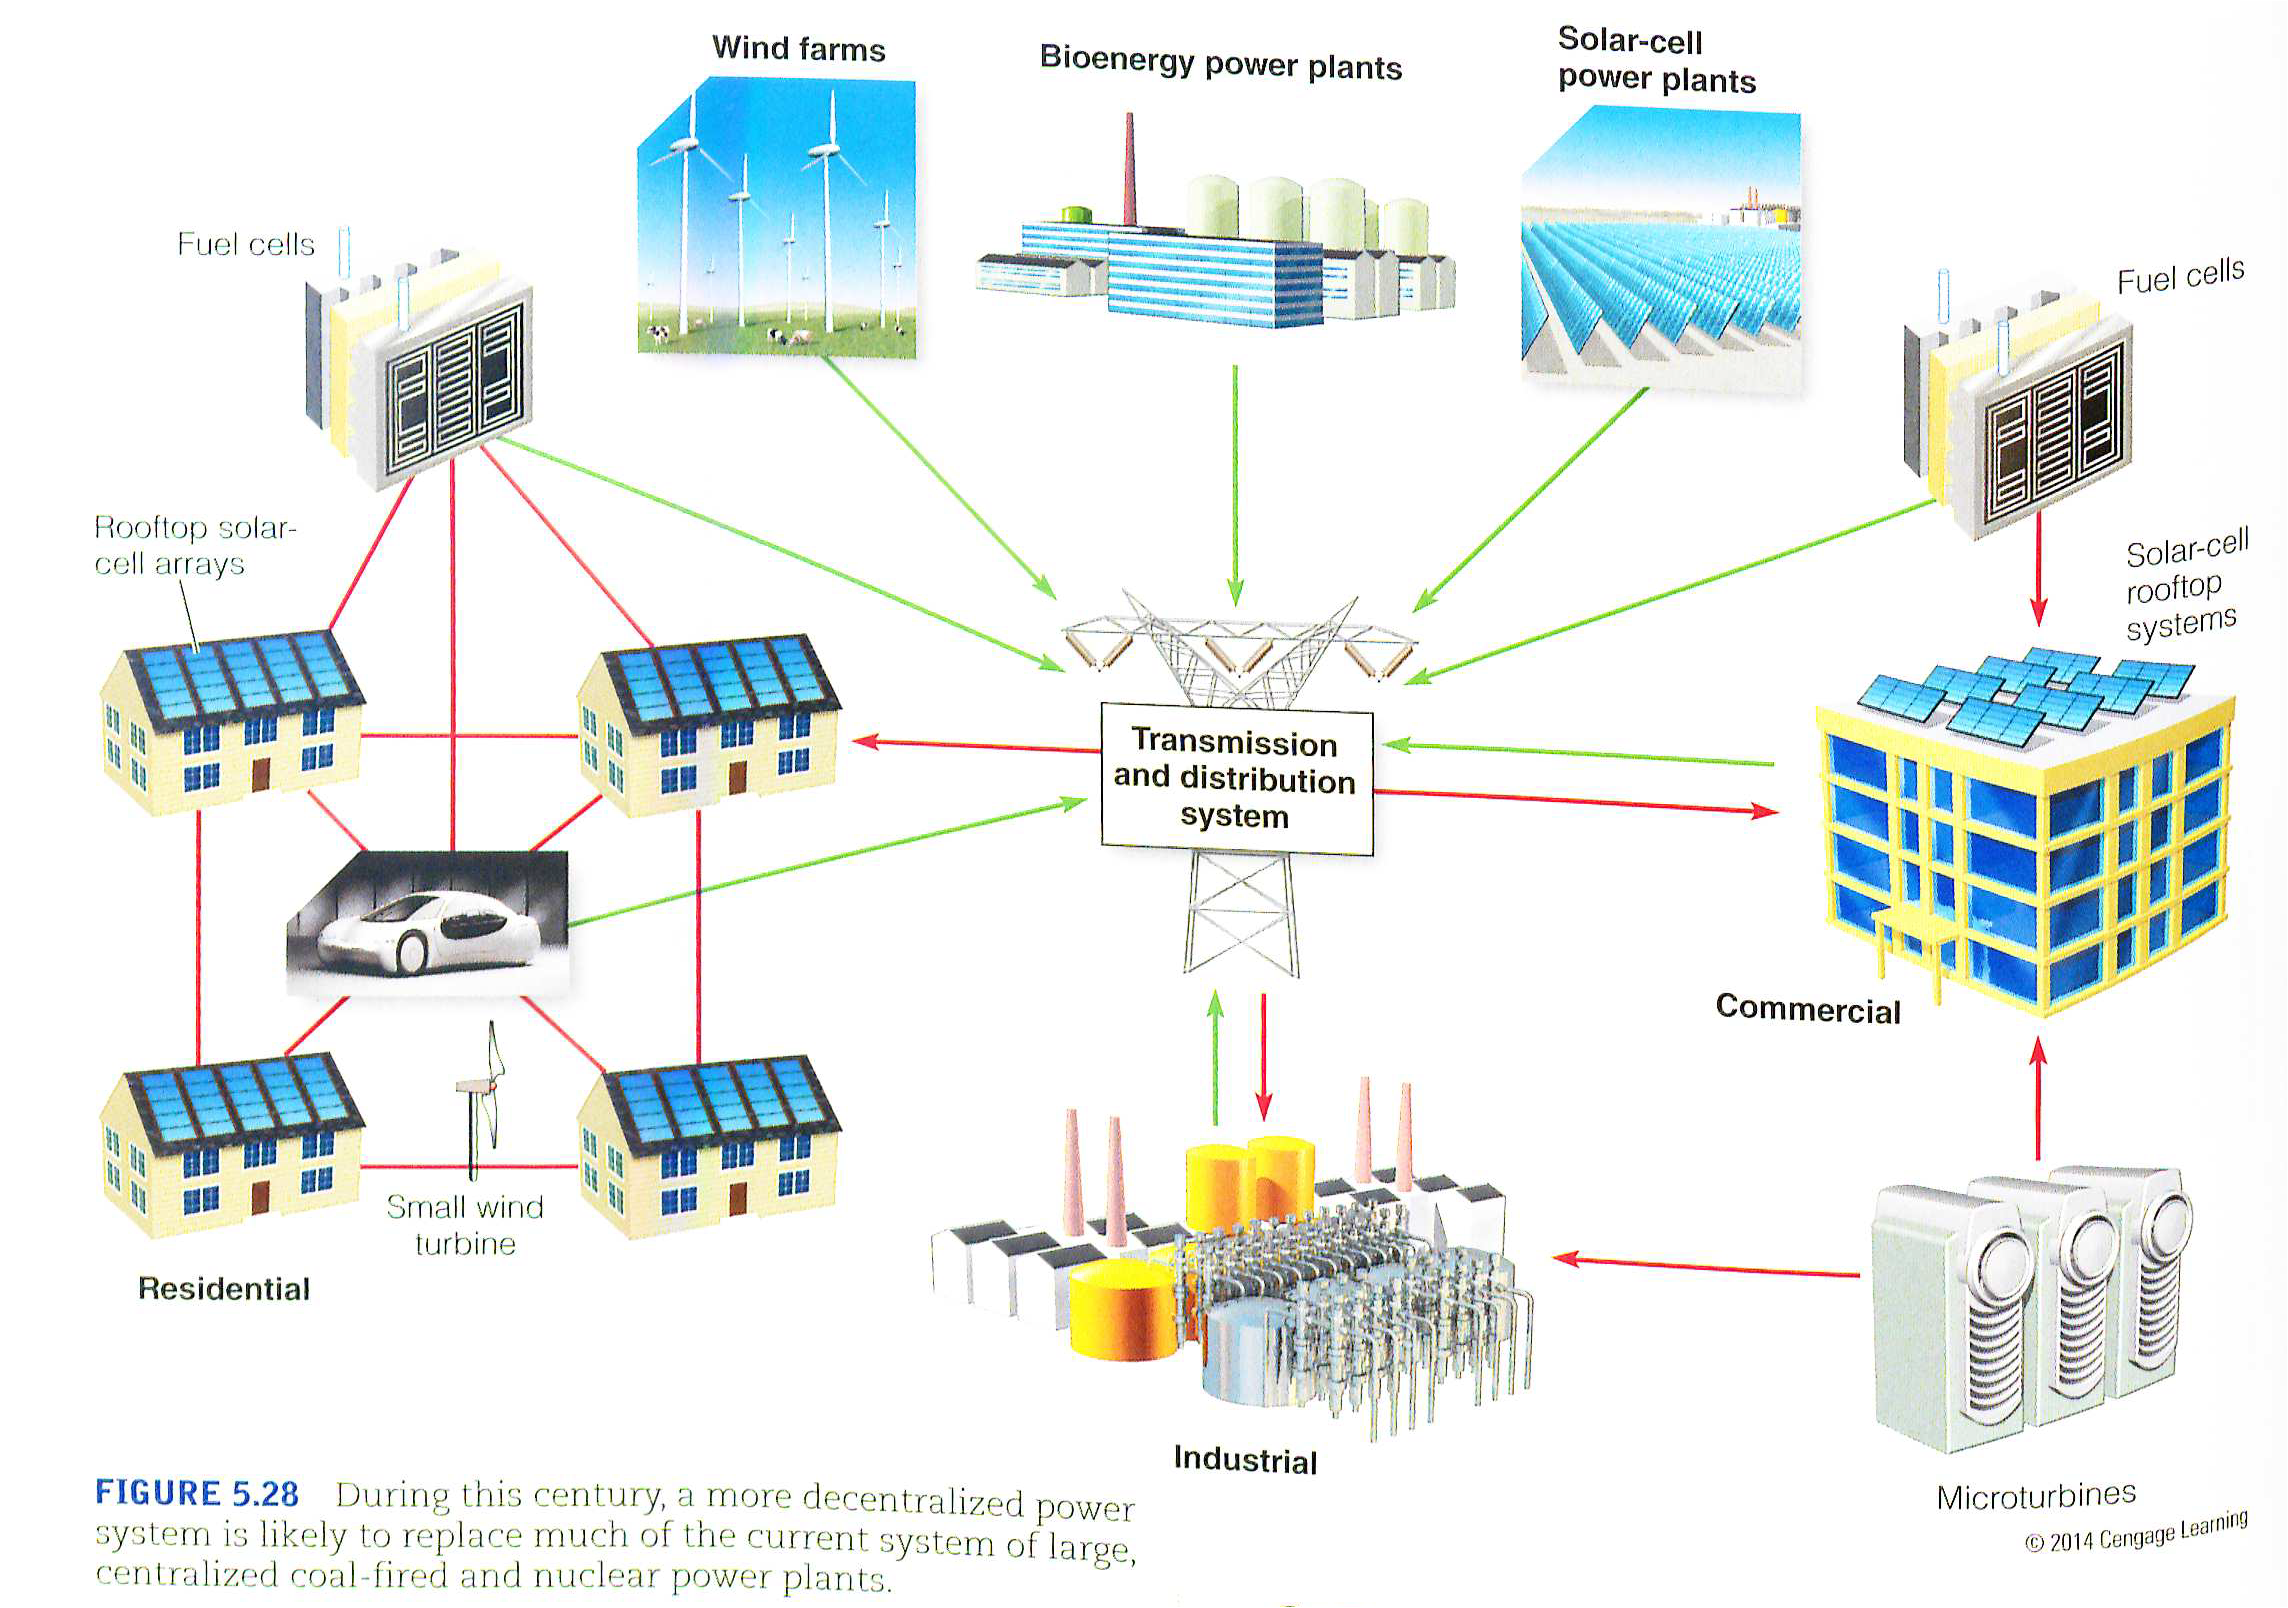 Wind farms
Bioenergy power plants
Solar-cell
power plants
Fuel cells
Fuel cells
Rooftop solar-
cell arrays
Solar-cell
rooftop
systems
Transmission
and distribution
system
Commercial
Small wind
turbine
Residential
Industrial
Microturbines
© 2014 Cengage Learning
FIGURE 5.28 During this century, a more decentralized power
system is likely to replace much of the current system of large,
centralized coal-fired and nuclear power plants.